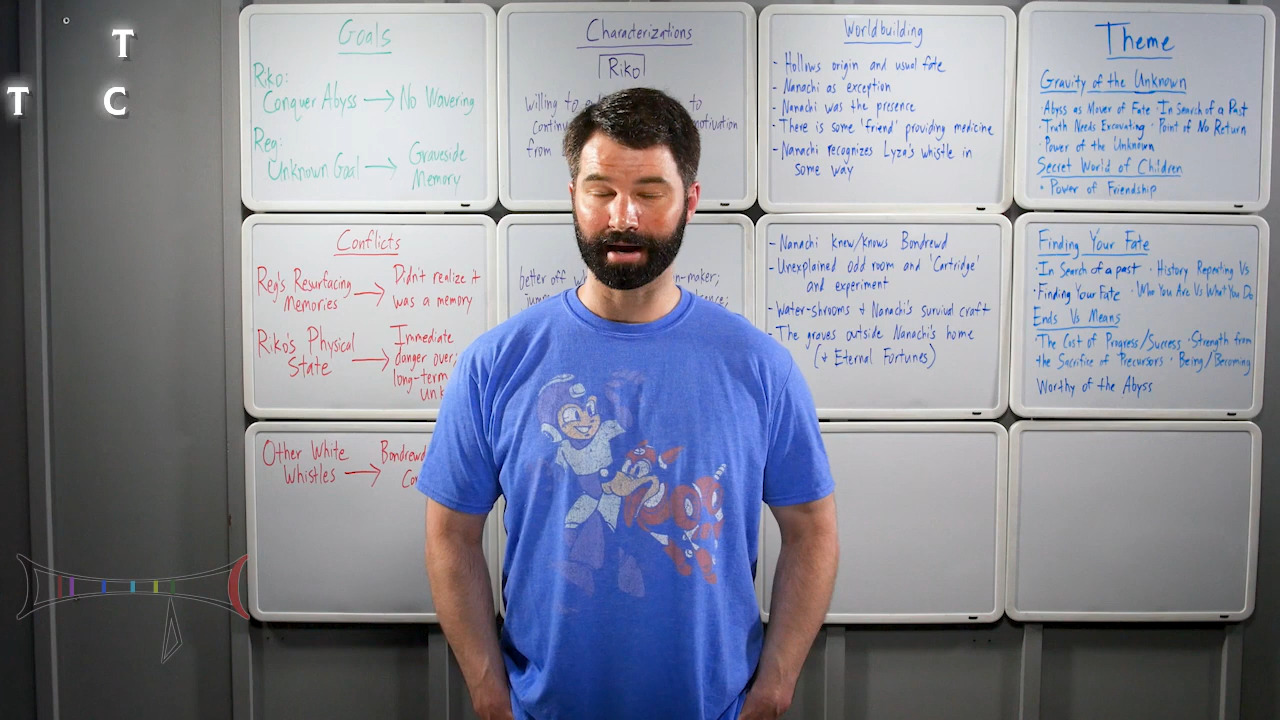 T
T C
Goals
Riko:
Conquer Abyss → No Wavering
Reg:
Unknown Goal → Graveside
Memory
Characterizations
Riko
willing to to
contin motivation
from
Worldbuilding
- Hollows origin and usual fate
- Nanachi as exception
- Nanachi was the presence
- There is some 'friend' providing medicine
- Nanachi recognizes Lyza's whistle in
some way
Theme
Gravity of the Unknown
· Abyss as Mover of Fate · In Search of a Past
· Truth Needs Excavating · Point of No Return
· Power of the Unknown
Secret World of Children
· Power of Friendship
Conflicts
Reg's Resurfacing
Memories → Didn't realize it
was a memory
Riko's Physical
State → Immediate
danger over;
long-term
Unk
better off -maker;
- Nanachi knew/knows Bondrewd
- Unexplained odd room and 'Cartridge'
and experiment
- Water-shrooms + Nanachi's survival craft
- The graves outside Nanachi's home
(+ Eternal Fortunes)
Finding Your Fate
· In Search of a past · History Repeating Vs
· Finding Your Fate · Who You Are Vs What You Do
Ends Vs Means
· The Cost of Progress/Success · Strength from
the Sacrifice of Precursors · Being/Becoming
Worthy of the Abyss
Other White
Whistles → Bondrewd
Co